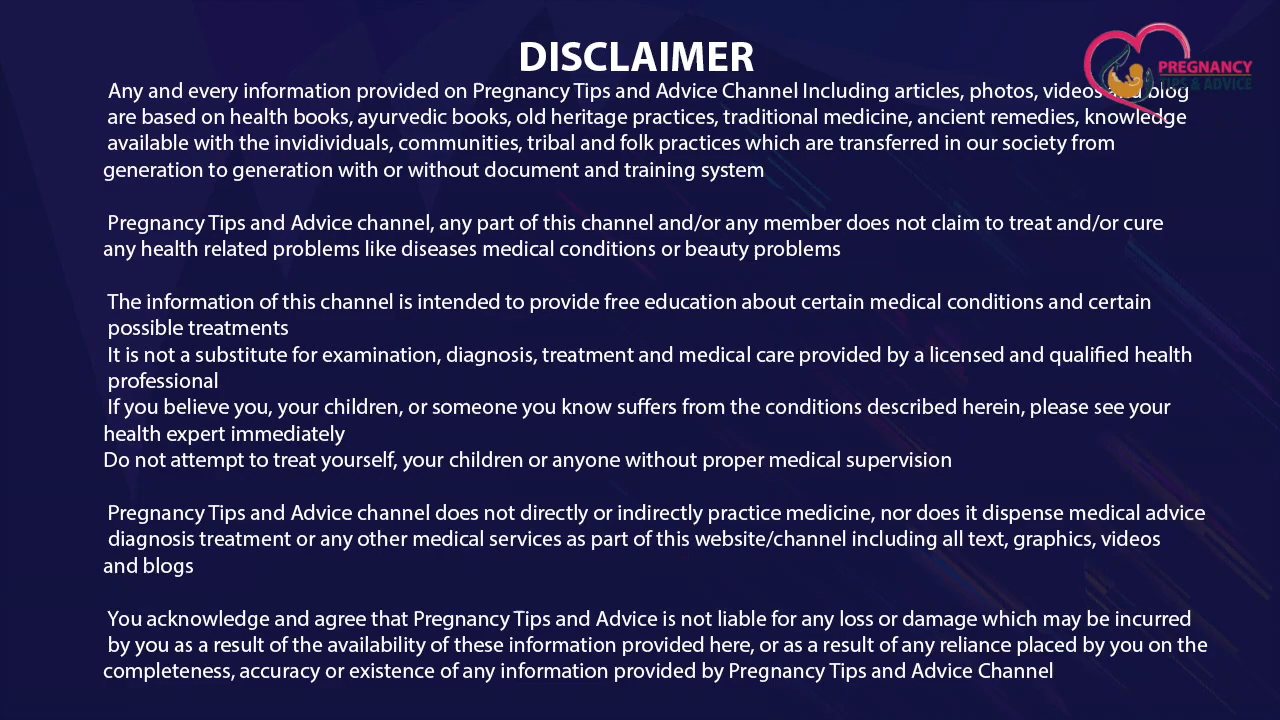 DISCLAIMER
PREGNANCY
TIPS & ADVICE
Any and every information provided on Pregnancy Tips and Advice Channel Including articles, photos, videos and blog
are based on health books, ayurvedic books, old heritage practices, traditional medicine, ancient remedies, knowledge
available with the invidividuals, communities, tribal and folk practices which are transferred in our society from
generation to generation with or without document and training system
Pregnancy Tips and Advice channel, any part of this channel and/or any member does not claim to treat and/or cure
any health related problems like diseases medical conditions or beauty problems
The information of this channel is intended to provide free education about certain medical conditions and certain
possible treatments
It is not a substitute for examination, diagnosis, treatment and medical care provided by a licensed and qualified health
professional
If you believe you, your children, or someone you know suffers from the conditions described herein, please see your
health expert immediately
Do not attempt to treat yourself, your children or anyone without proper medical supervision
Pregnancy Tips and Advice channel does not directly or indirectly practice medicine, nor does it dispense medical advice
diagnosis treatment or any other medical services as part of this website/channel including all text, graphics, videos
and blogs
You acknowledge and agree that Pregnancy Tips and Advice is not liable for any loss or damage which may be incurred
by you as a result of the availability of these information provided here, or as a result of any reliance placed by you on the
completeness, accuracy or existence of any information provided by Pregnancy Tips and Advice Channel